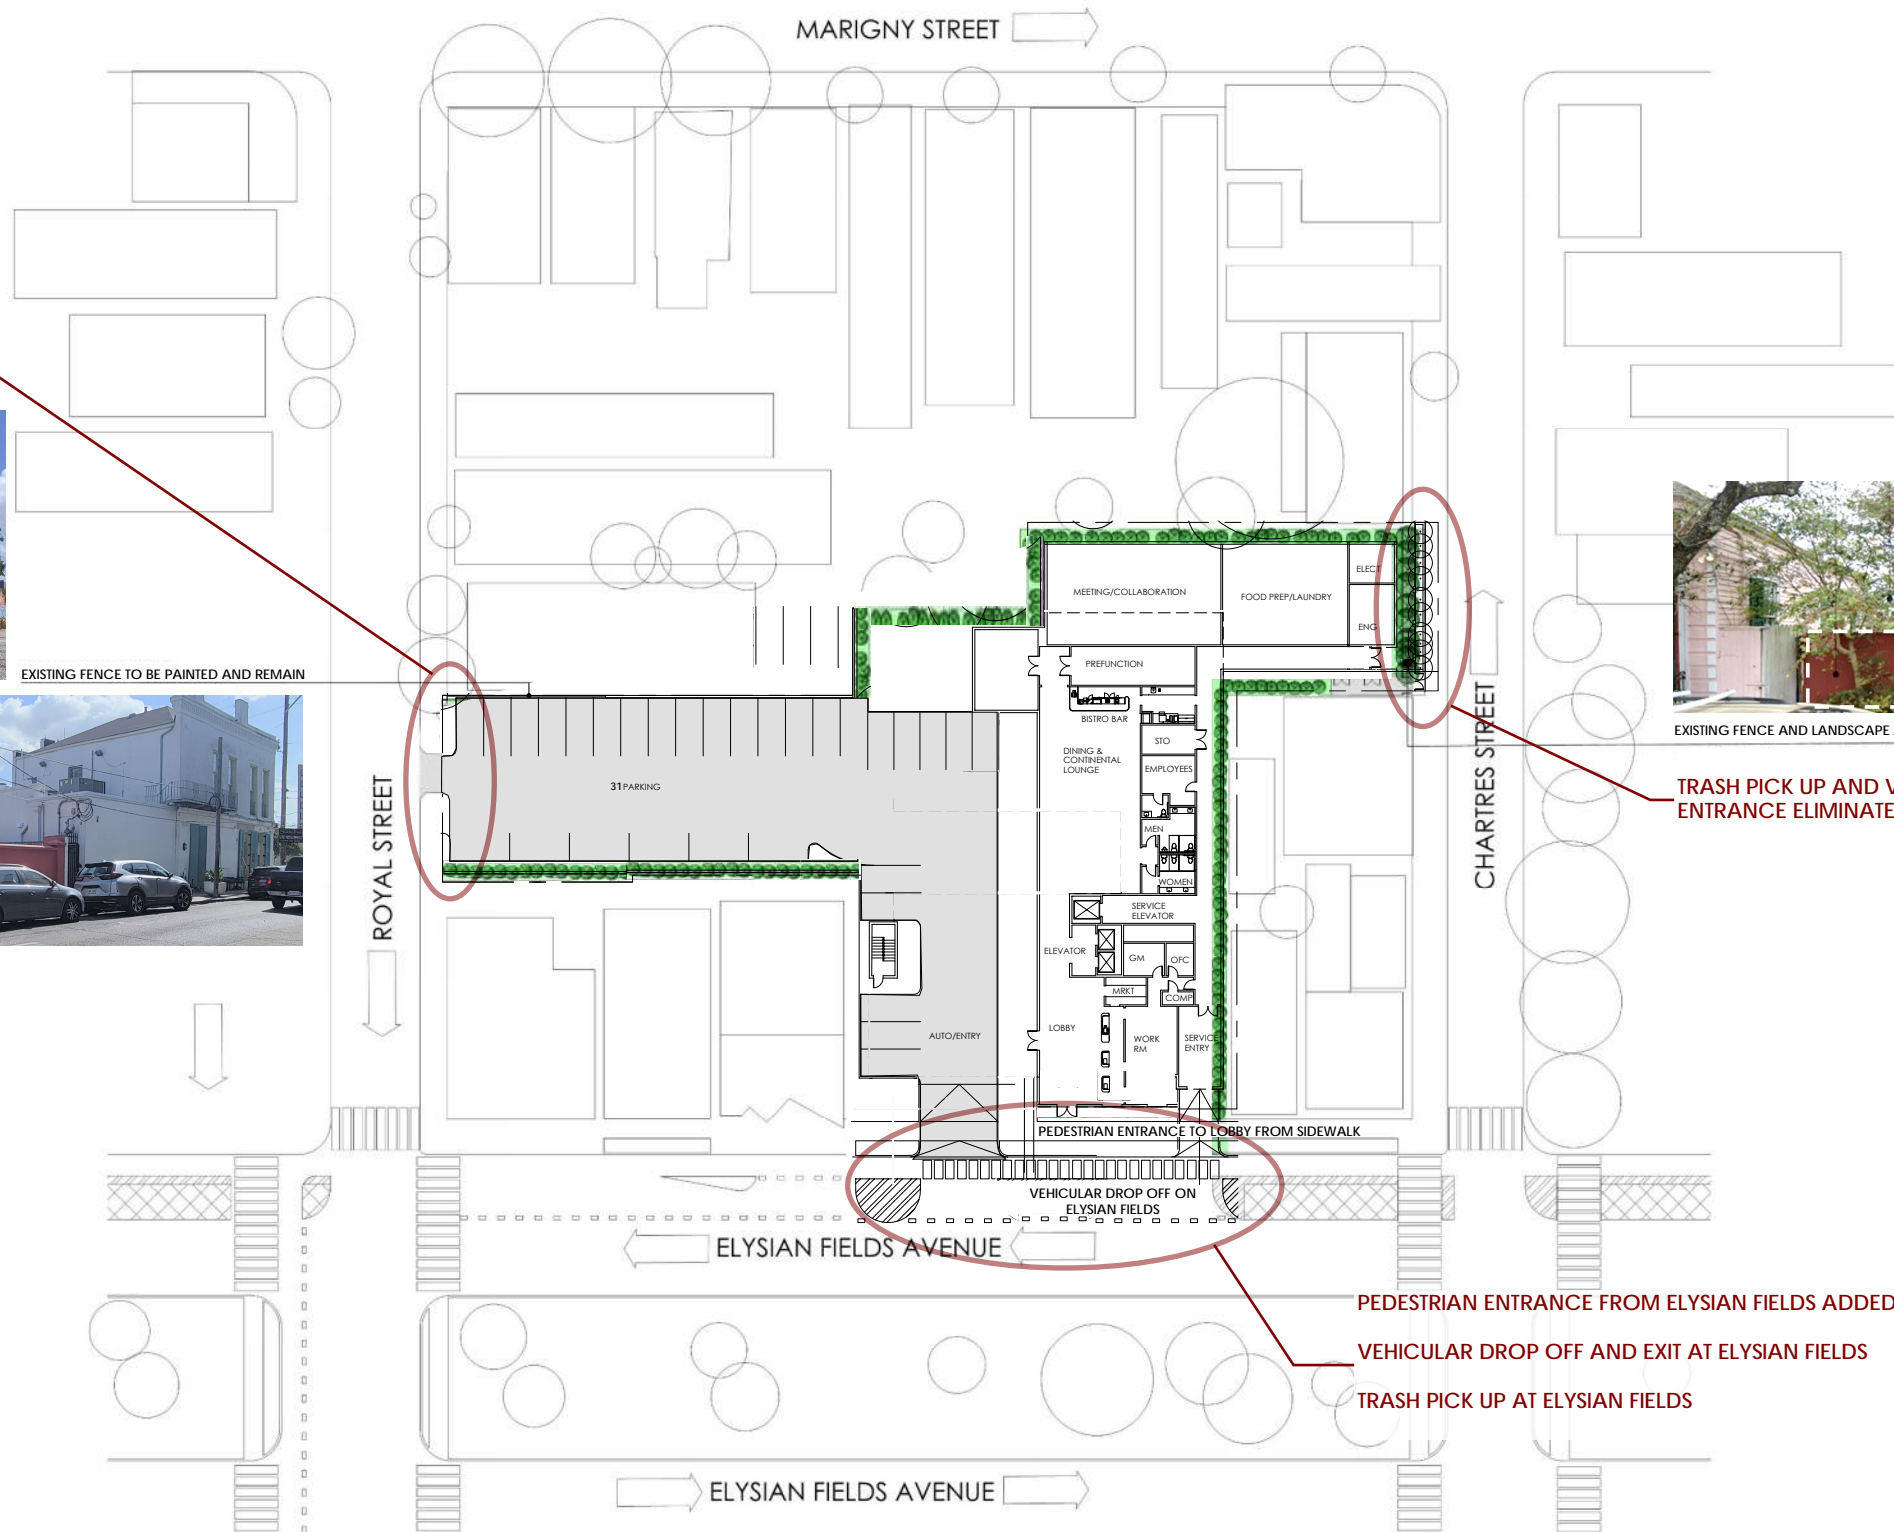 MARIGNY STREET
EXISTING FENCE TO BE PAINTED AND REMAIN
ROYAL STREET
31 PARKING
AUTO/ENTRY
MEETING/COLLABORATION
FOOD PREP/LAUNDRY
ELECT
ENG
PREFUNCTION
BISTRO BAR
STO
DINING &
CONTINENTAL
LOUNGE
EMPLOYEES
MEN
WOMEN
SERVICE
ELEVATOR
ELEVATOR
GM
OFC
MRKT
COMP
LOBBY
WORK
RM
SERVICE
ENTRY
CHARTRES STREET
EXISTING FENCE AND LANDSCAPE
TRASH PICK UP AND V
ENTRANCE ELIMINATE
PEDESTRIAN ENTRANCE TO LOBBY FROM SIDEWALK
VEHICULAR DROP OFF ON
ELYSIAN FIELDS
ELYSIAN FIELDS AVENUE
PEDESTRIAN ENTRANCE FROM ELYSIAN FIELDS ADDED
VEHICULAR DROP OFF AND EXIT AT ELYSIAN FIELDS
TRASH PICK UP AT ELYSIAN FIELDS
ELYSIAN FIELDS AVENUE